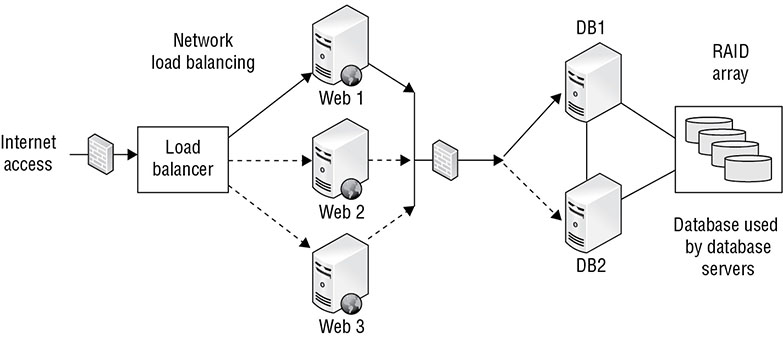 Network
load balancing
Web 1
DB1
RAID
array
Internet
access
Load
balancer
Web 2
Web 3
DB2
Database used
by database
servers